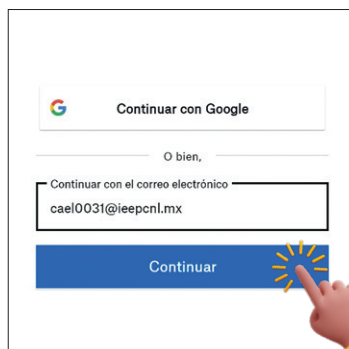 Continuar con Google
O bien,
Continuar con el correo electrónico
cael0031@ieepcnl.mx
Continuar